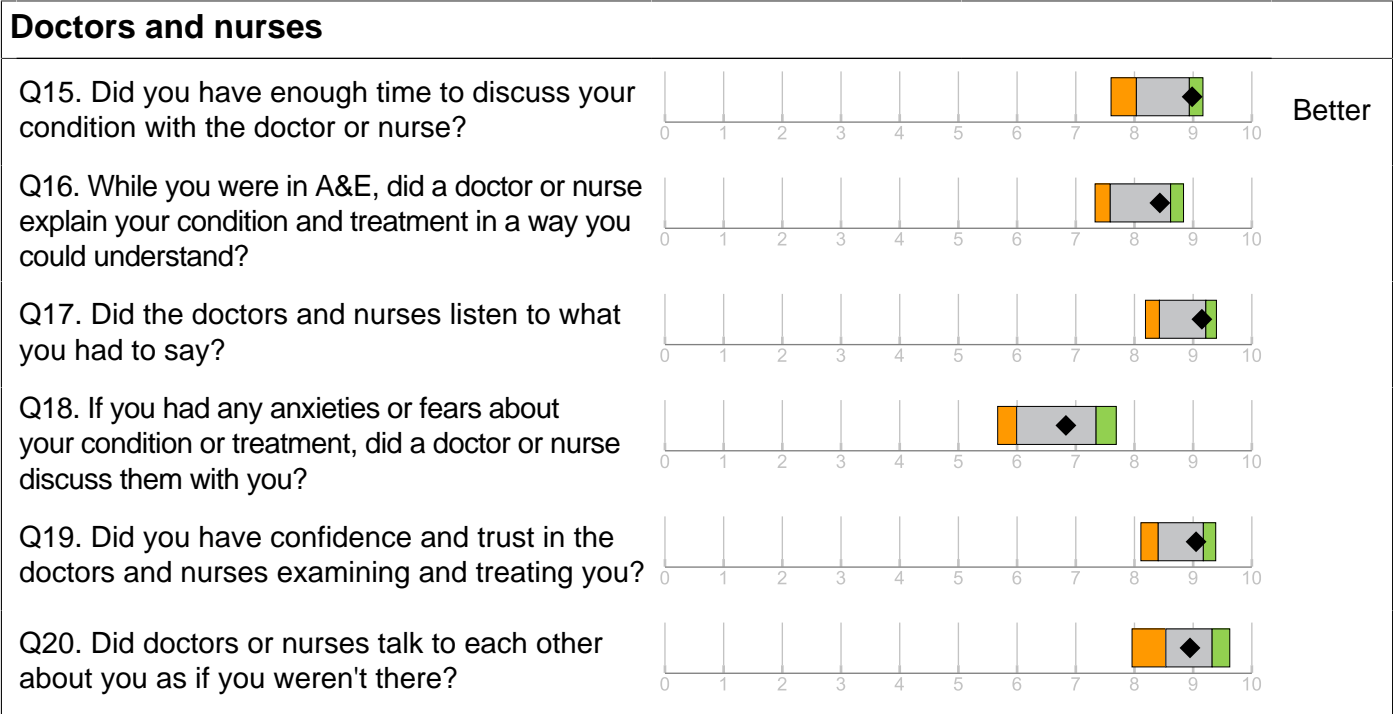 Doctors and nurses
Q15. Did you have enough time to discuss your
condition with the doctor or nurse?
0 1 2 3 4 5 6 7 8 9 10
Better
Q16. While you were in A&E, did a doctor or nurse
explain your condition and treatment in a way you
could understand?
0 1 2 3 4 5 6 7 8 9 10
Q17. Did the doctors and nurses listen to what
you had to say?
0 1 2 3 4 5 6 7 8 9 10
Q18. If you had any anxieties or fears about
your condition or treatment, did a doctor or nurse
discuss them with you?
0 1 2 3 4 5 6 7 8 9 10
Q19. Did you have confidence and trust in the
doctors and nurses examining and treating you?
0 1 2 3 4 5 6 7 8 9 10
Q20. Did doctors or nurses talk to each other
about you as if you weren't there?
0 1 2 3 4 5 6 7 8 9 10